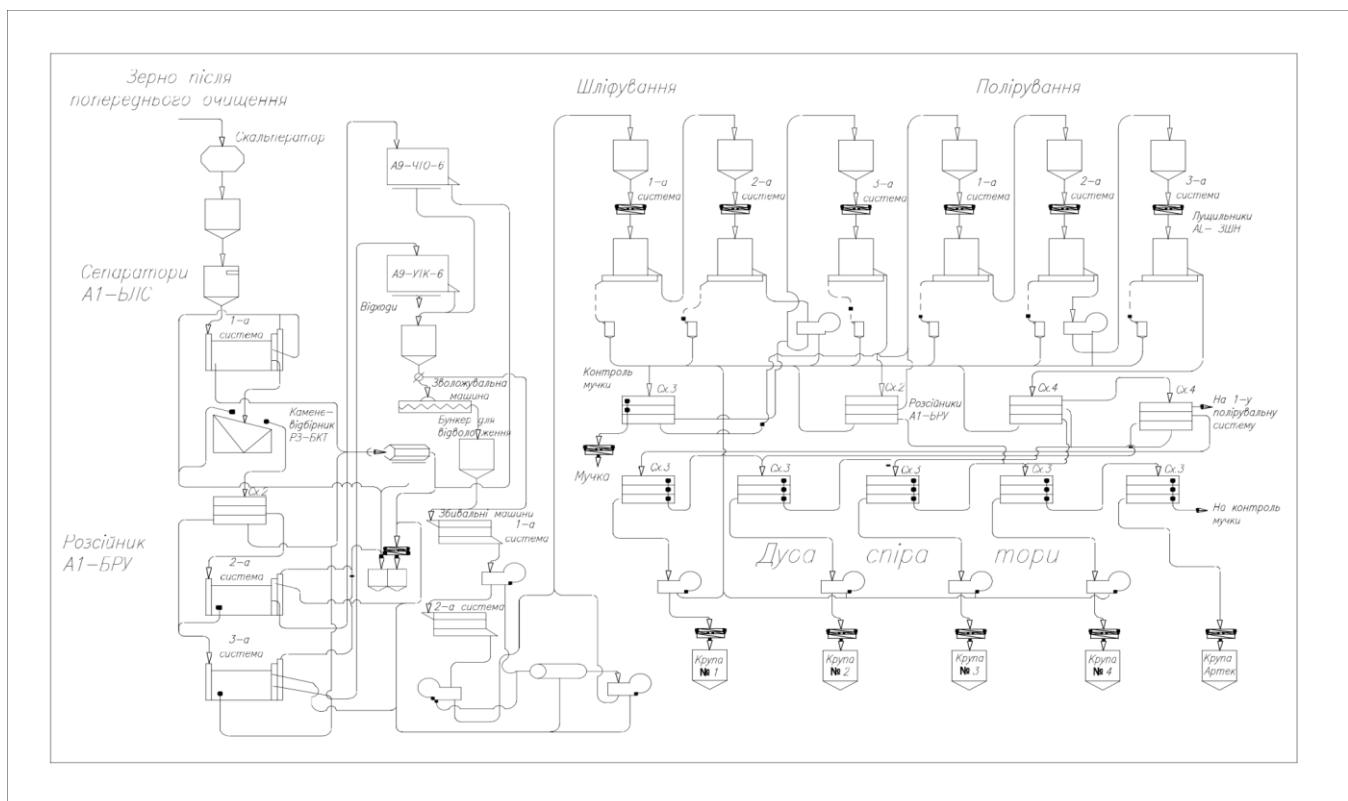 Зерно після
попереднього очищення
Скальператор
Сепаратори
А1-БЛС
1-а
система
Каменє-
відбірник
РЗ-БКТ
Сх.2
Розсійник
А1-БРУ
2-а
система
3-а
система
А9-ЧГО-6
А9-УТК-6
Відходи
Зволожувальна
машина
Бункер для
відволоження
Збивальні машини
1-а
система
2-а система
Шліфування
Полірування
1-а
система
2-а
система
3-а
система
1-а
система
2-а
система
3-а
система
Лущильники
AL- ЗШН
Контроль
мучки
Сх.3
Сх.2
Розсійники
А1-БРУ
Сх.4
Сх.4
На 1-у
полірувальну
систему
Мучка
Сх.3
Сх.3
Сх.3
Сх.3
Сх.3
На контроль
мучки
Дуса спіра тори
Крупа
№ 1
Крупа
№ 2
Крупа
№ 3
Крупа
№ 4
Крупа
Артек